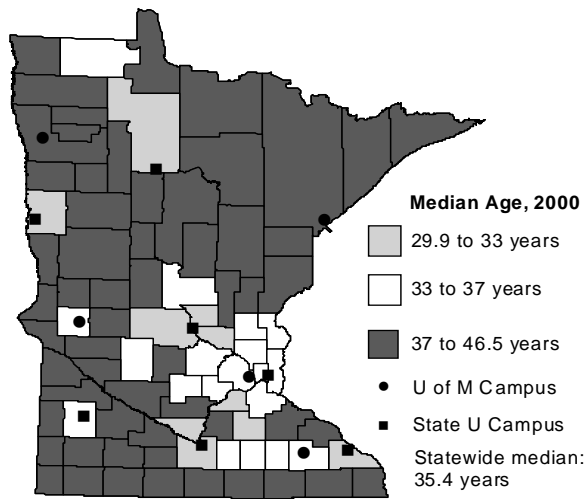 Median Age, 2000
29.9 to 33 years
33 to 37 years
37 to 46.5 years
U of M Campus
State U Campus
Statewide median:
35.4 years